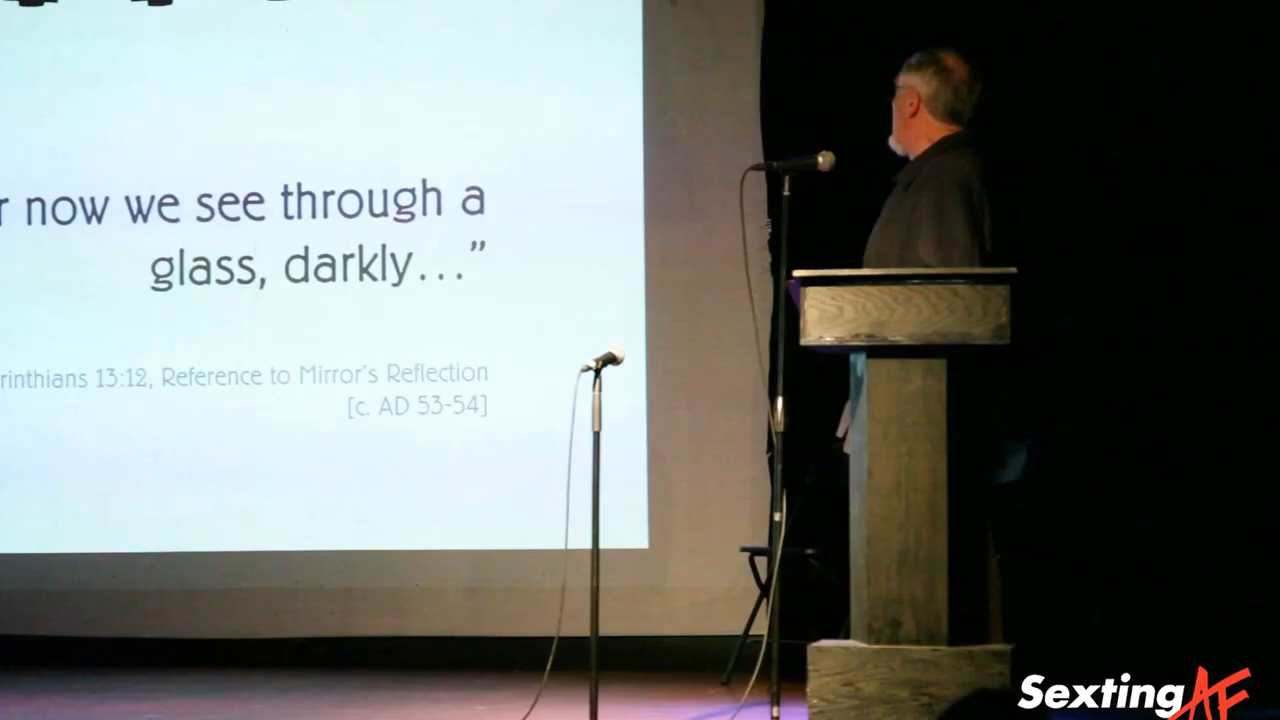 r now we see through a
glass, darkly…”
rinthians 13:12, Reference to Mirror's Reflection
[c. AD 53-54]
SextingAF